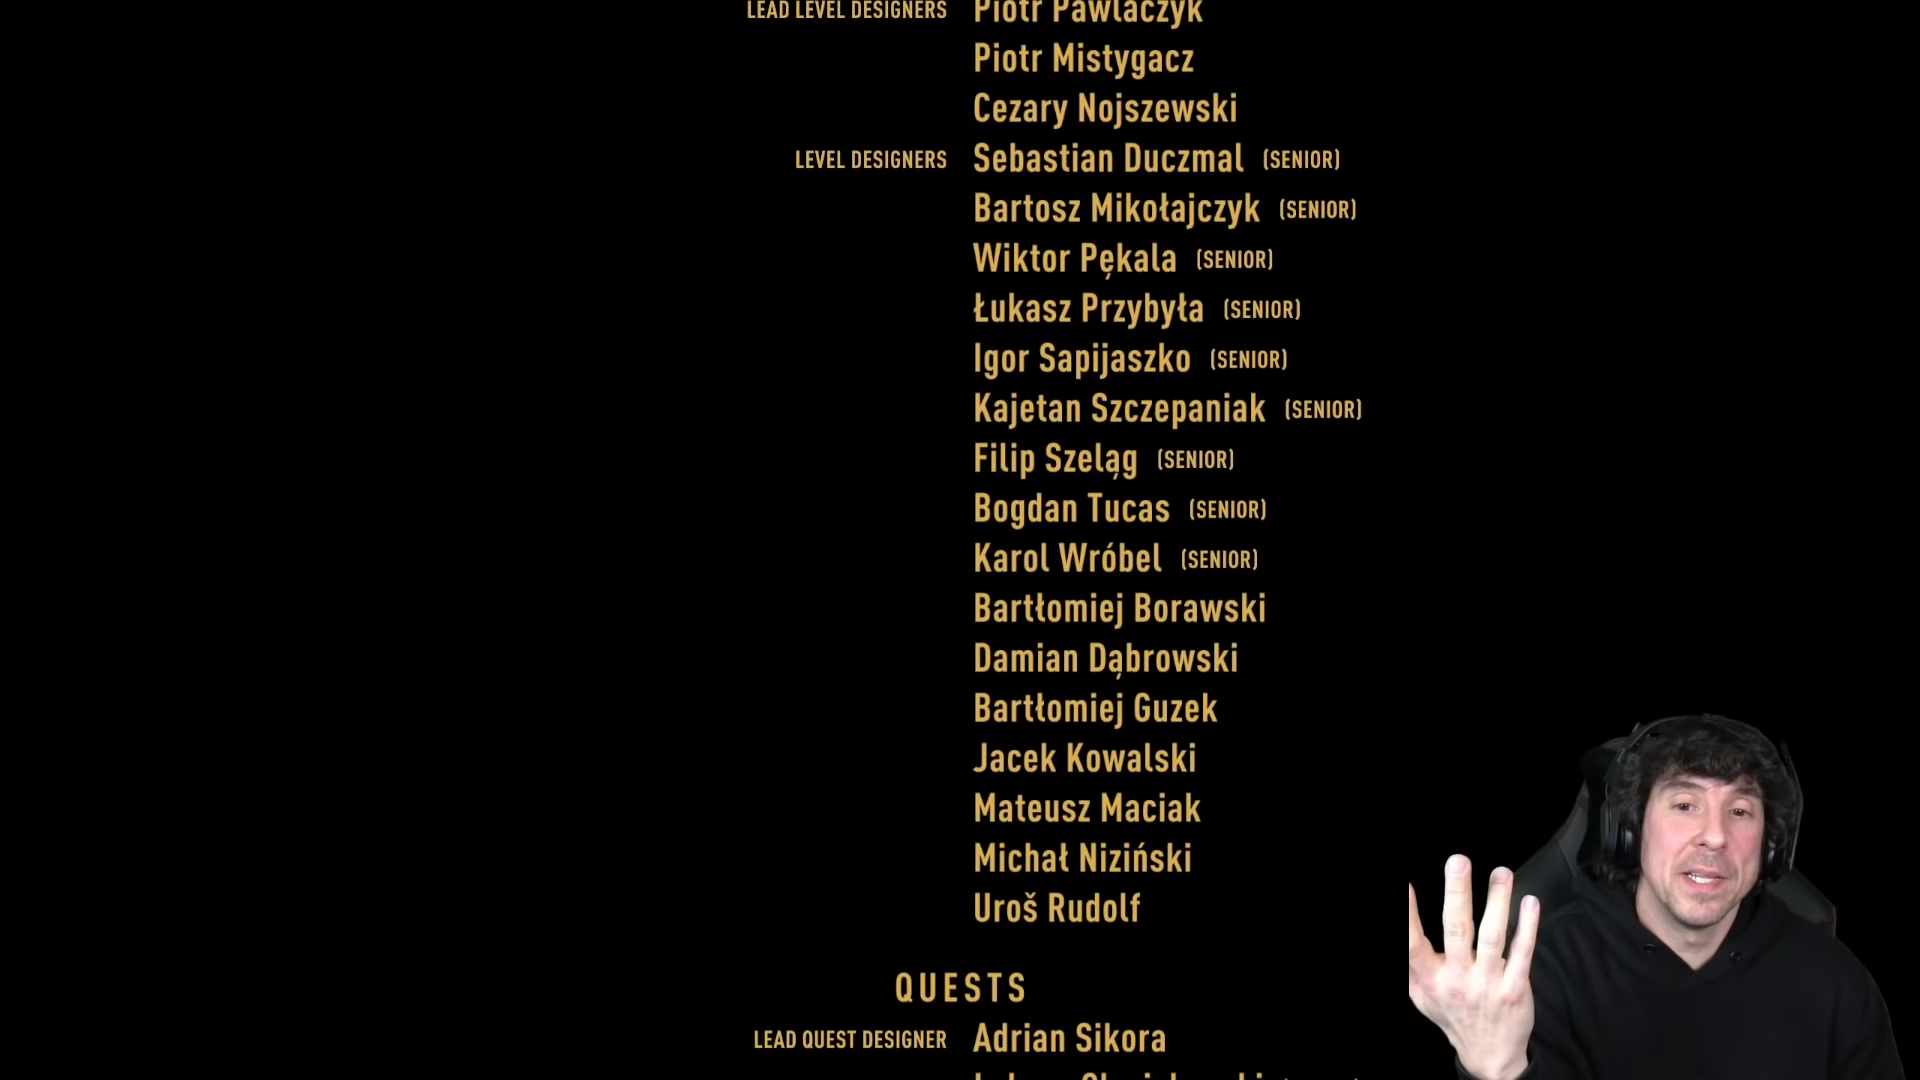 LEAD LEVEL DESIGNERS Piotr Pawlaczyk
Piotr Mistygacz
Cezary Nojszewski
LEVEL DESIGNERS Sebastian Duczmal (SENIOR)
Bartosz Mikołajczyk (SENIOR)
Wiktor Pękala (SENIOR)
Łukasz Przybyła (SENIOR)
Igor Sapijaszko (SENIOR)
Kajetan Szczepaniak (SENIOR)
Filip Szeląg (SENIOR)
Bogdan Tucas (SENIOR)
Karol Wróbel (SENIOR)
Bartłomiej Borawski
Damian Dąbrowski
Bartłomiej Guzek
Jacek Kowalski
Mateusz Maciak
Michał Niziński
Uroš Rudolf
QUESTS
LEAD QUEST DESIGNER Adrian Sikora